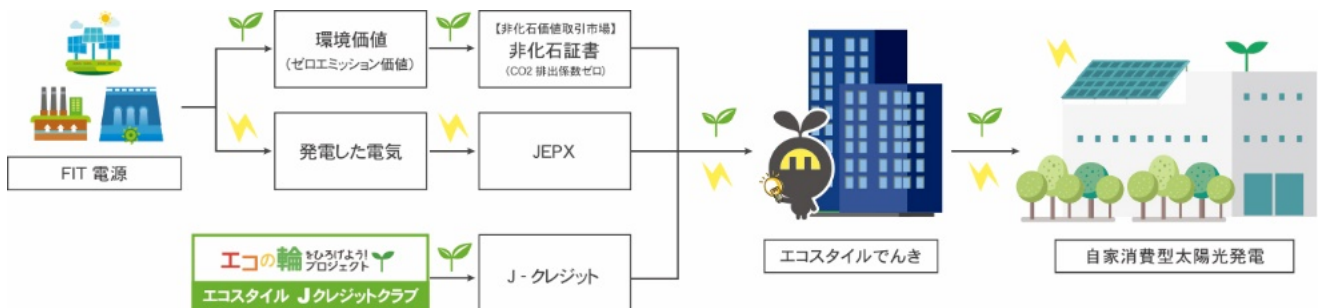 FIT 電源
環境価値
（ゼロエミッション価値）
【非化石価値取引市場】
非化石証書
（CO2 排出係数ゼロ）
発電した電気
JEPX
エコの輪をひろげよう！
プロジェクト
エコスタイル Jクレジットクラブ
J - クレジット
エコスタイルでんき
自家消費型太陽光発電